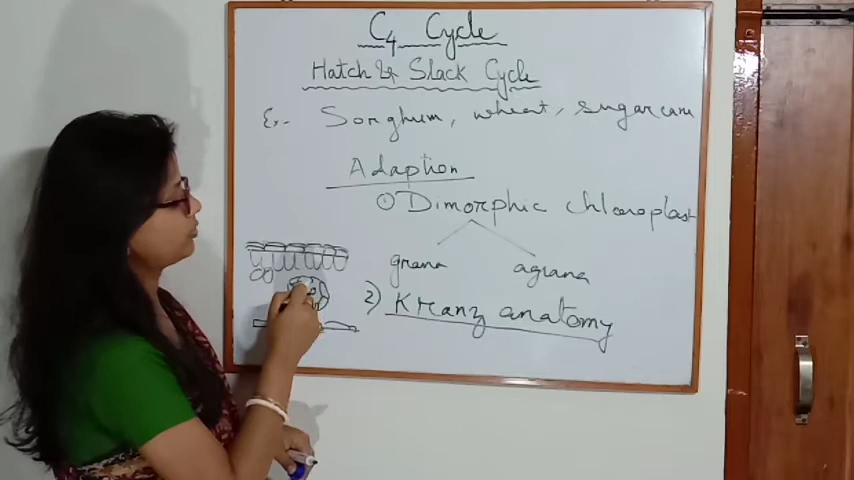 C4 Cycle
Hatch & Slack Cycle
Ex- Sorghum, wheat, sugarcane
Adaption
① Dimorphic chloroplast
grana agrana
2) Kranz anatomy